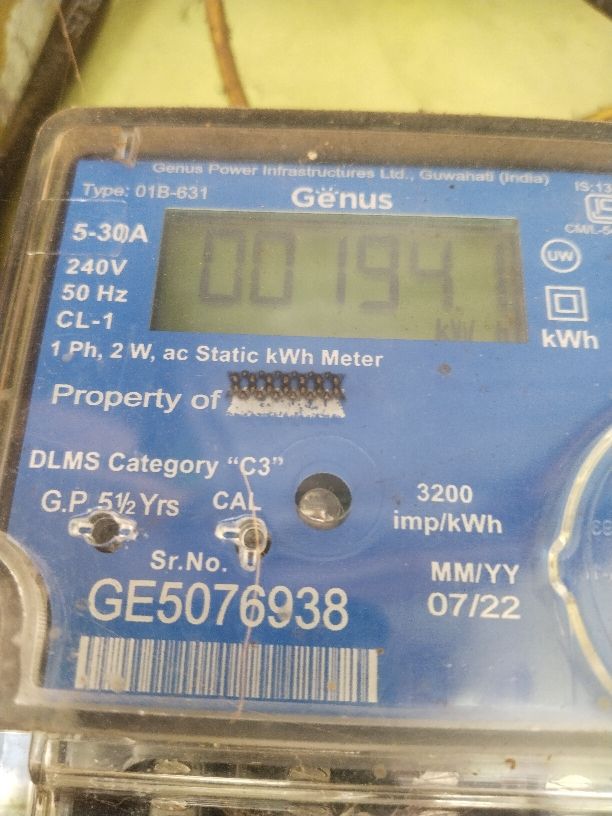 Genus Power Infrastructures Ltd., Guwahati (India)
Type: 01B-631
Genus
5-30A
001941
240V
UW
50 Hz
kWh
CL-1
kWh
1 Ph, 2 W, ac Static kWh Meter
Property of
DLMS Category “C3”
G.P. 5½ Yrs
CAL
3200
imp/kWh
Sr.No.
MM/YY
GE5076938
07/22